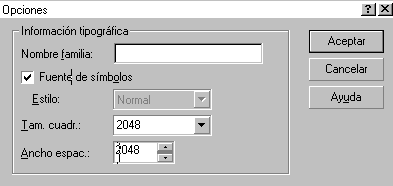 Opciones
Información tipográfica
Nombre familia:
Fuente de símbolos
Estilo: Normal
Tam. cuadr.: 2048
Ancho espac.: 2048
Aceptar
Cancelar
Ayuda